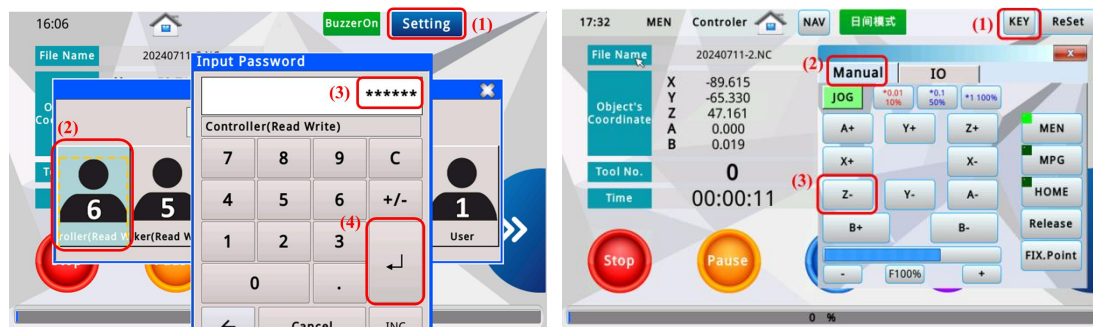 16:06
BuzzerOn
Setting
(1)
File Name
20240711-2.NC
Input Password
(3)
******
Controller(Read Write)
(2)
7 8 9 C
4 5 6 +/-
(4)
1 2 3
0 .
Cancel INC
6
5
1
User
Stop
17:32 MEN Controler NAV 日间模式 (1) KEY ReSet
File Name
20240711-2.NC
(2)
Manual IO
x
Object's
Coordinate
X -89.615
Y -65.330
Z 47.161
A 0.000
B 0.019
JOG
*0.01
10%
*0.1
50%
*1 100%
A+ Y+ Z+ MEN
X+ X- MPG
Tool No.
0
(3)
Z- Y- A- HOME
Time
00:00:11
B+ B- Release
FIX.Point
- F100% +
Stop
Pause
0 %